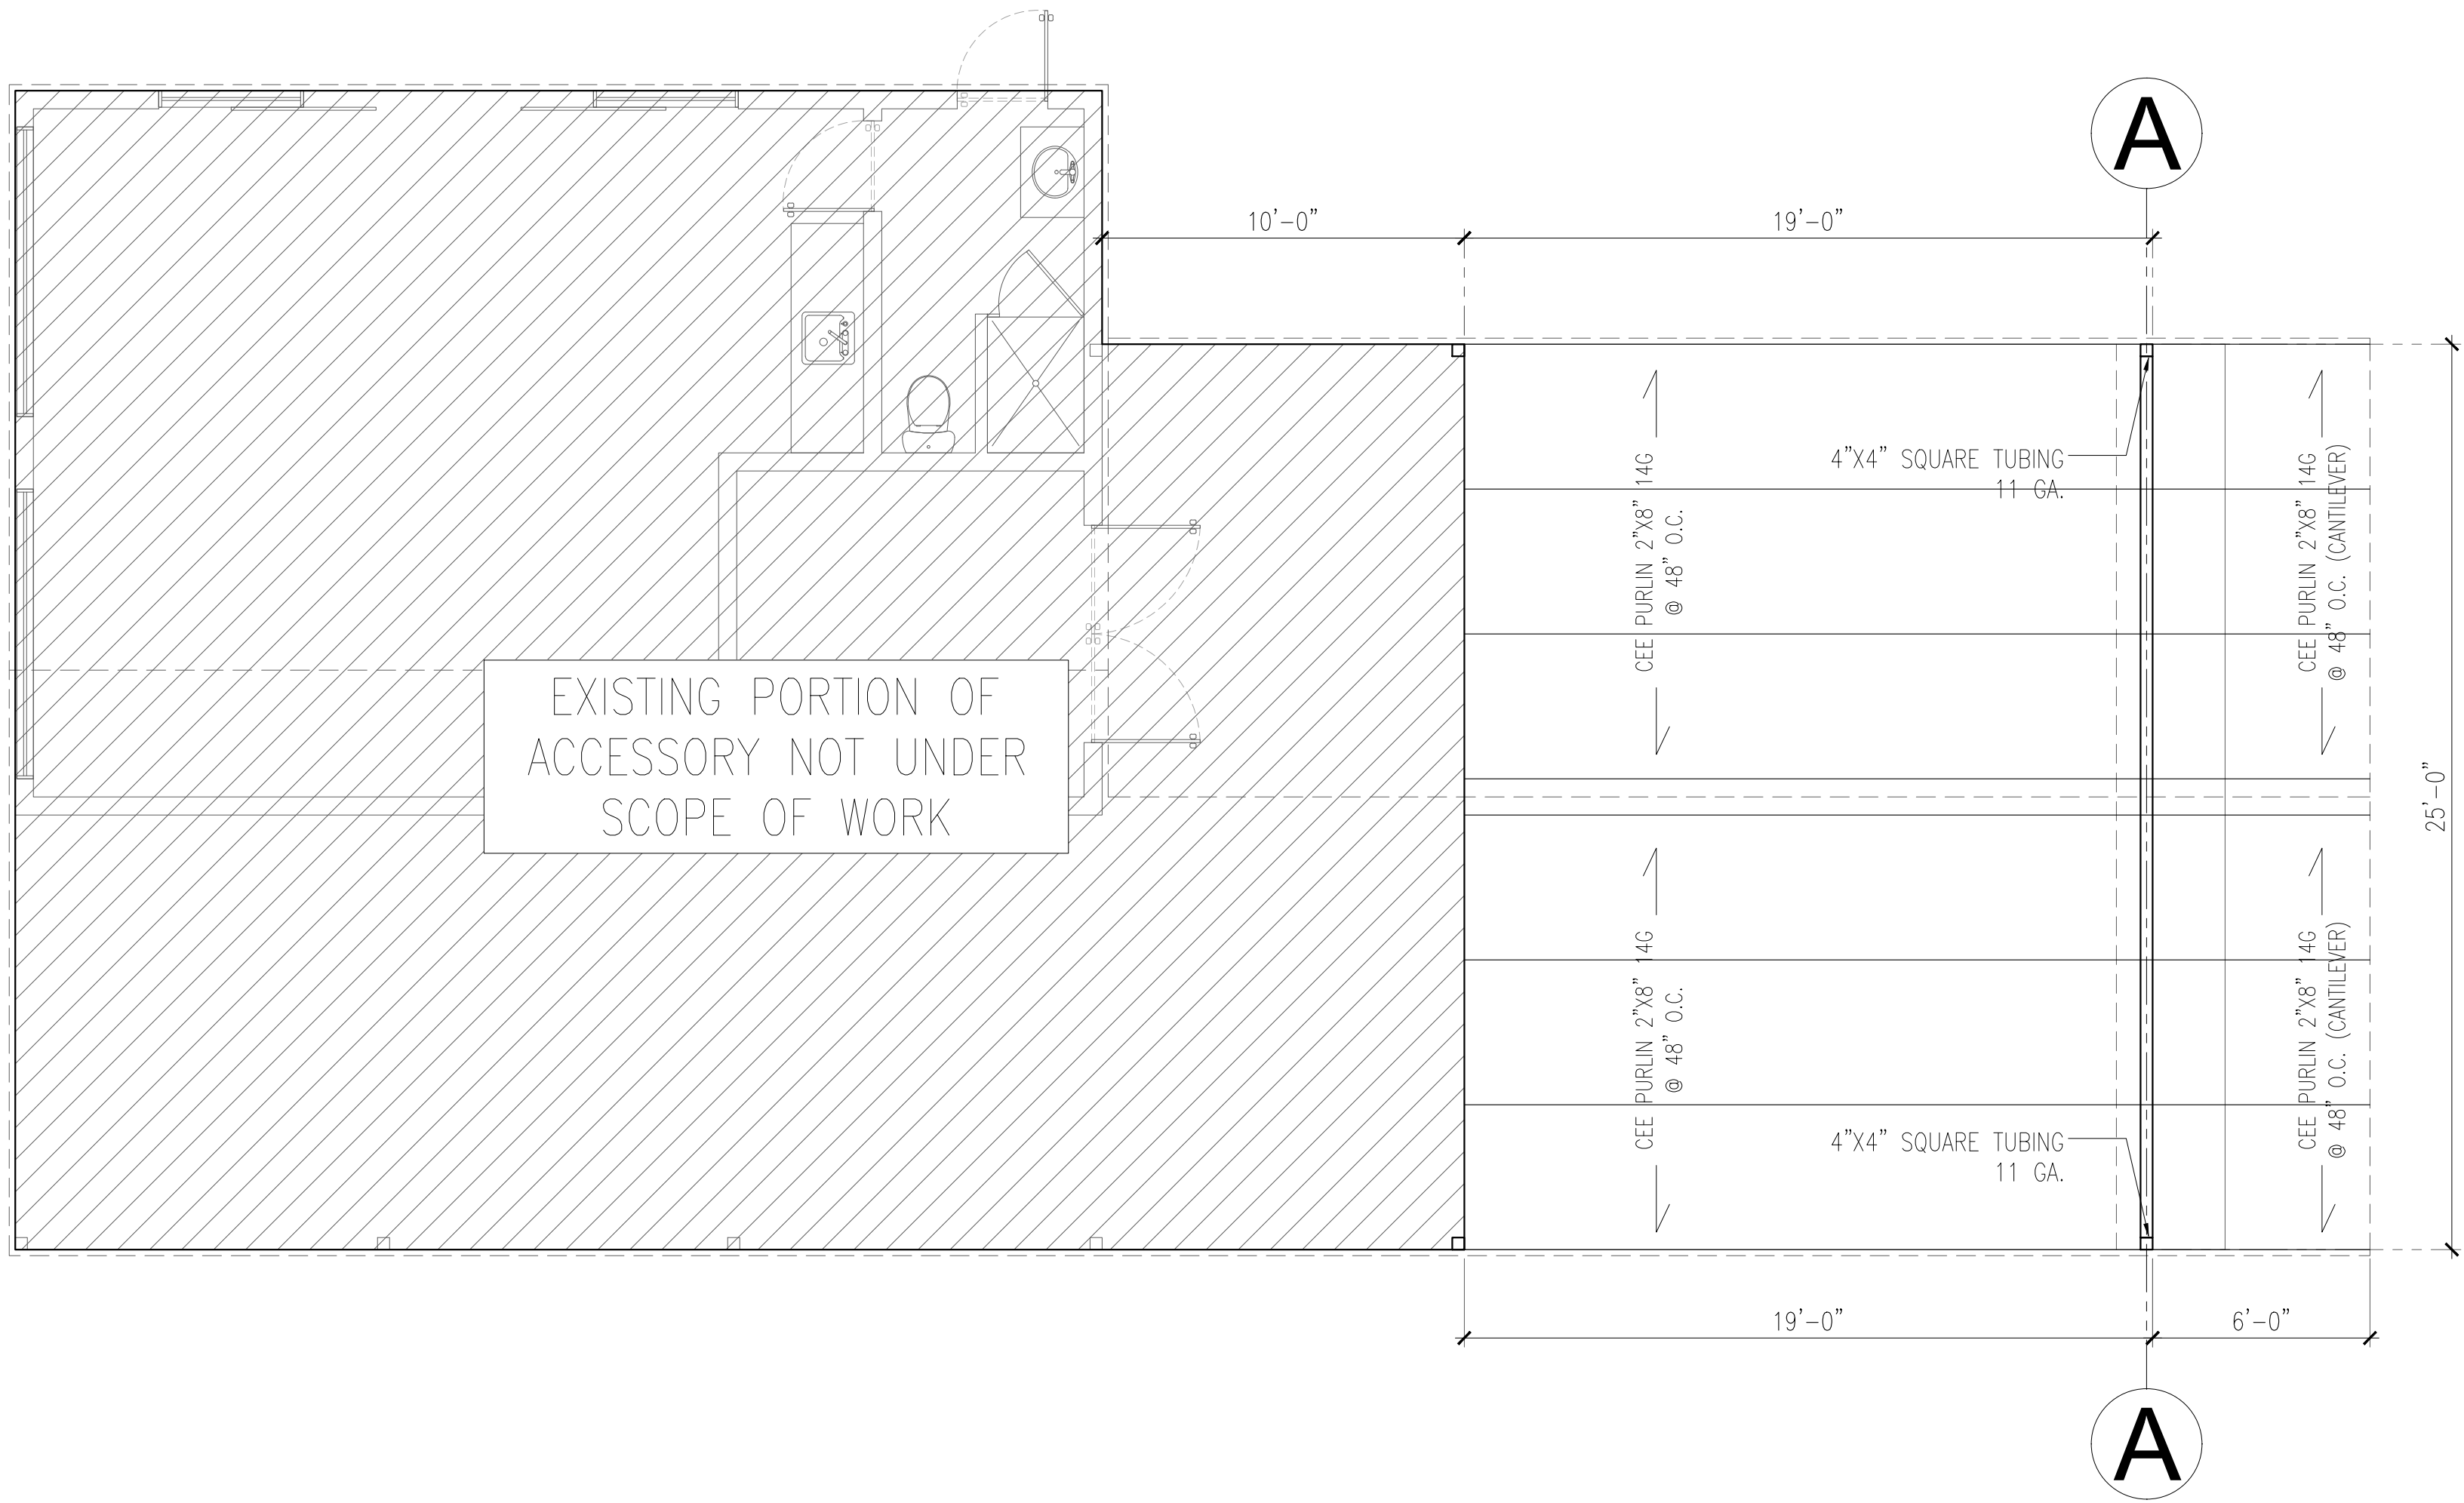 A
10'-0"
19'-0"
4"X4" SQUARE TUBING
11 GA.
CEE PURLIN 2"X8" 14G
@ 48" O.C.
CEE PURLIN 2"X8" 14G
@ 48" O.C. (CANTILEVER)
EXISTING PORTION OF
ACCESSORY NOT UNDER
SCOPE OF WORK
25'-0"
CEE PURLIN 2"X8" 14G
@ 48" O.C.
CEE PURLIN 2"X8" 14G
@ 48" O.C. (CANTILEVER)
4"X4" SQUARE TUBING
11 GA.
19'-0"
6'-0"
A